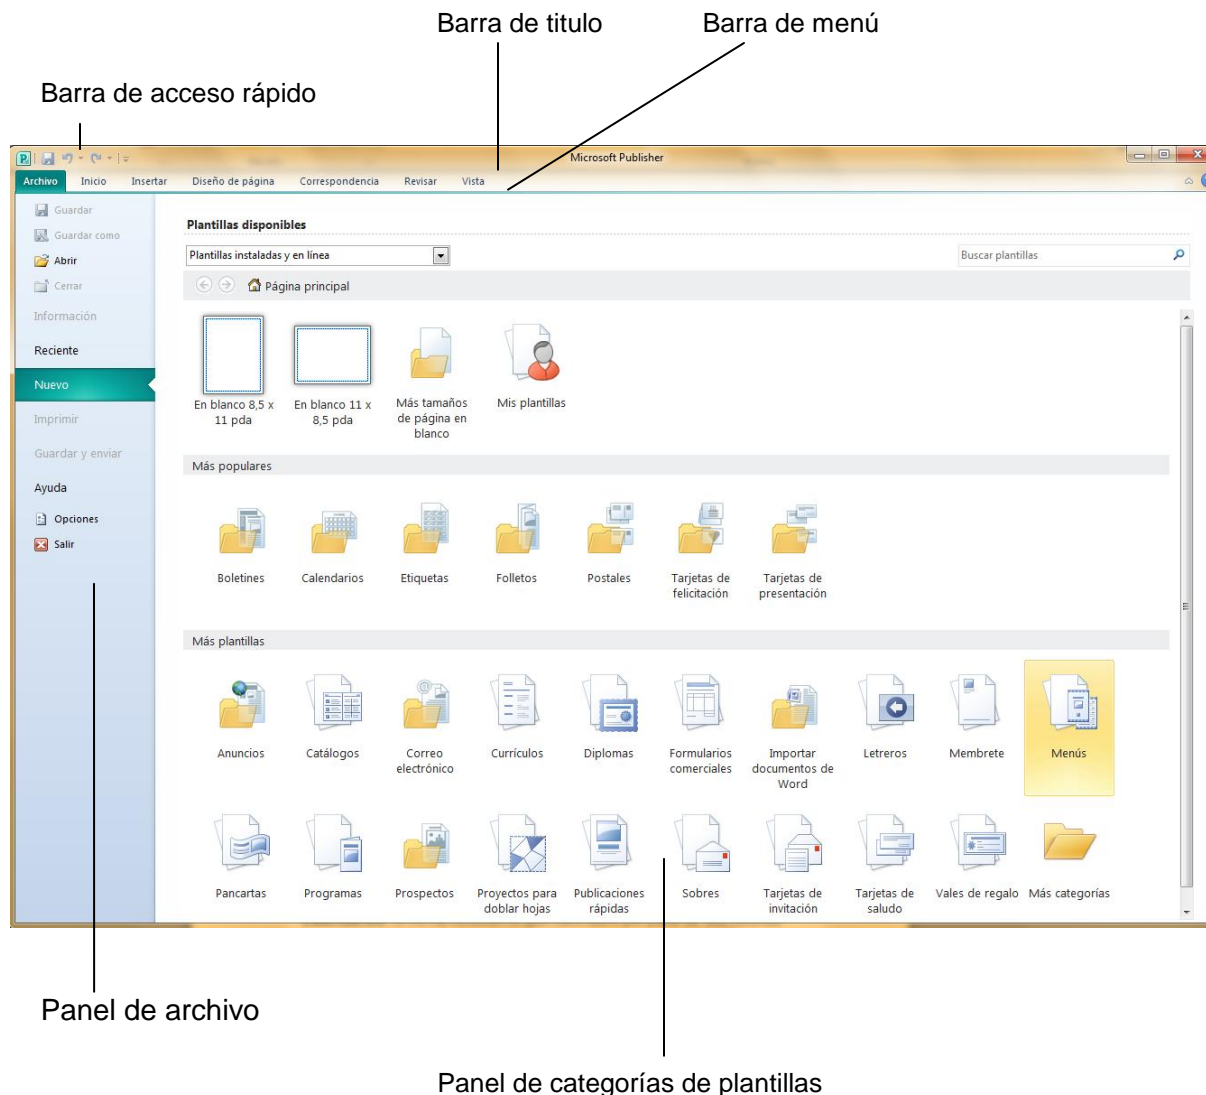 Barra de titulo Barra de menú
Barra de acceso rápido
Microsoft Publisher
Archivo Inicio Insertar Diseño de página Correspondencia Revisar Vista
Guardar
Guardar como
Abrir
Cerrar
Información
Reciente
Nuevo
Imprimir
Guardar y enviar
Ayuda
Opciones
Salir
Plantillas disponibles
Plantillas instaladas y en línea
Buscar plantillas
Página principal
En blanco 8,5 x
11 pda
En blanco 11 x
8,5 pda
Más tamaños
de página en
blanco
Mis plantillas
Más populares
Boletines
Calendarios
Etiquetas
Folletos
Postales
Tarjetas de
felicitación
Tarjetas de
presentación
Más plantillas
Anuncios
Catálogos
Correo
electrónico
Currículos
Diplomas
Formularios
comerciales
Importar
documentos de
Word
Letreros
Membrete
Menús
Pancartas
Programas
Prospectos
Proyectos para
doblar hojas
Publicaciones
rápidas
Sobres
Tarjetas de
invitación
Tarjetas de
saludo
Vales de regalo
Más categorías
Panel de archivo
Panel de categorías de plantillas